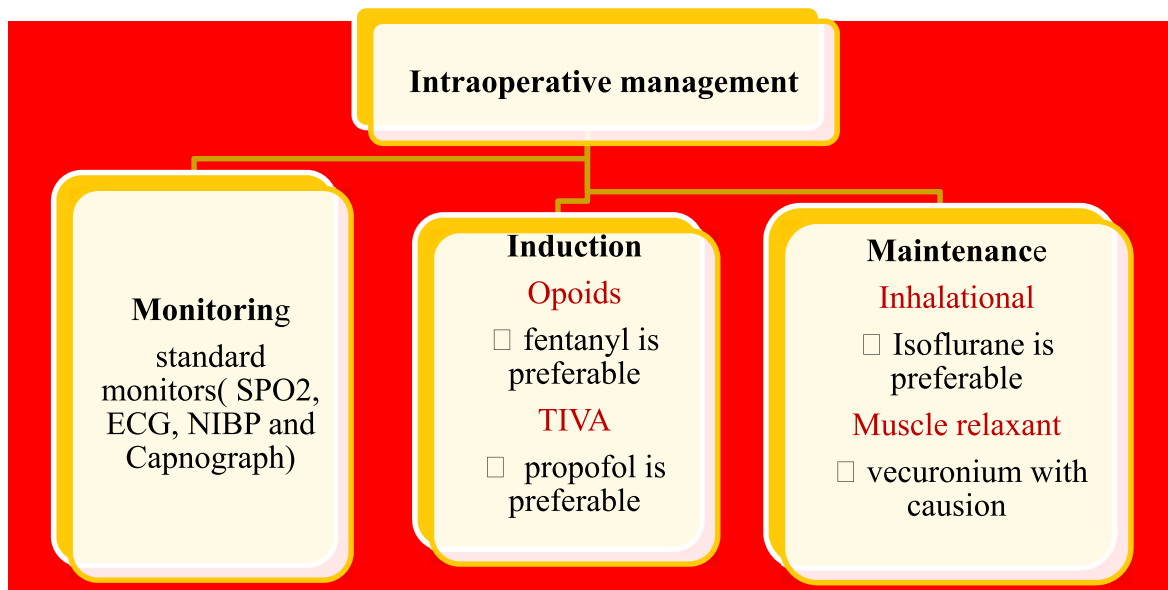 Intraoperative management
Monitoring
standard
monitors( SPO2,
ECG, NIBP and
Capnograph)
Induction
Opoids
□ fentanyl is
preferable
TIVA
□ propofol is
preferable
Maintenance
Inhalational
□ Isoflurane is
preferable
Muscle relaxant
□ vecuronium with
causion